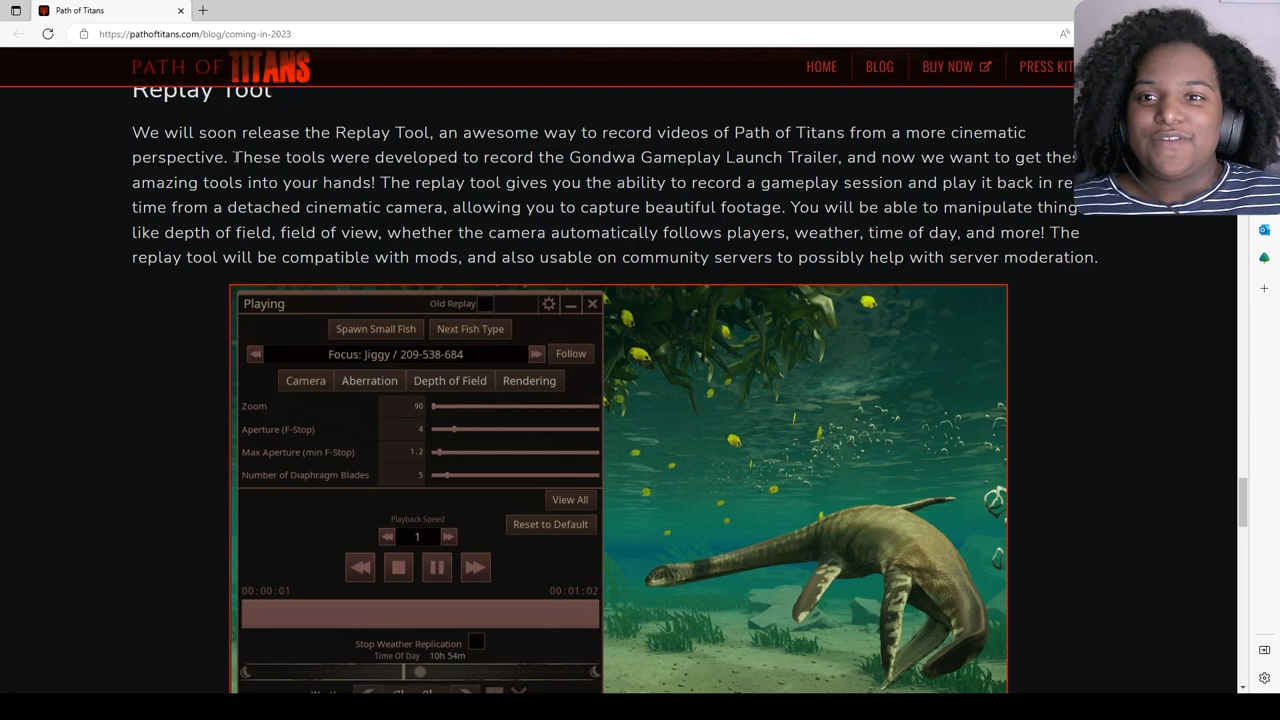 Path of Titans
https://pathoftitans.com/blog/coming-in-2023
PATH OF TITANS
HOME
BLOG
BUY NOW
PRESS KIT
Replay Tool
We will soon release the Replay Tool, an awesome way to record videos of Path of Titans from a more cinematic
perspective. These tools were developed to record the Gondwa Gameplay Launch Trailer, and now we want to get
amazing tools into your hands! The replay tool gives you the ability to record a gameplay session and play it back in
time from a detached cinematic camera, allowing you to capture beautiful footage. You will be able to manipulate
like depth of field, field of view, whether the camera automatically follows players, weather, time of day, and more! The
replay tool will be compatible with mods, and also usable on community servers to possibly help with server moderation.
Playing
Old Replay
Spawn Small Fish
Next Fish Type
Focus: Jiggy / 209-538-684
Follow
Camera
Aberration
Depth of Field
Rendering
Zoom 90
Aperture (F-Stop) 4
Max Aperture (min F-Stop) 1.2
Number of Diaphragm Blades 5
View All
Playback Speed
Reset to Default
1
00:00:01
00:01:02
Stop Weather Replication
Time Of Day 10h 54m